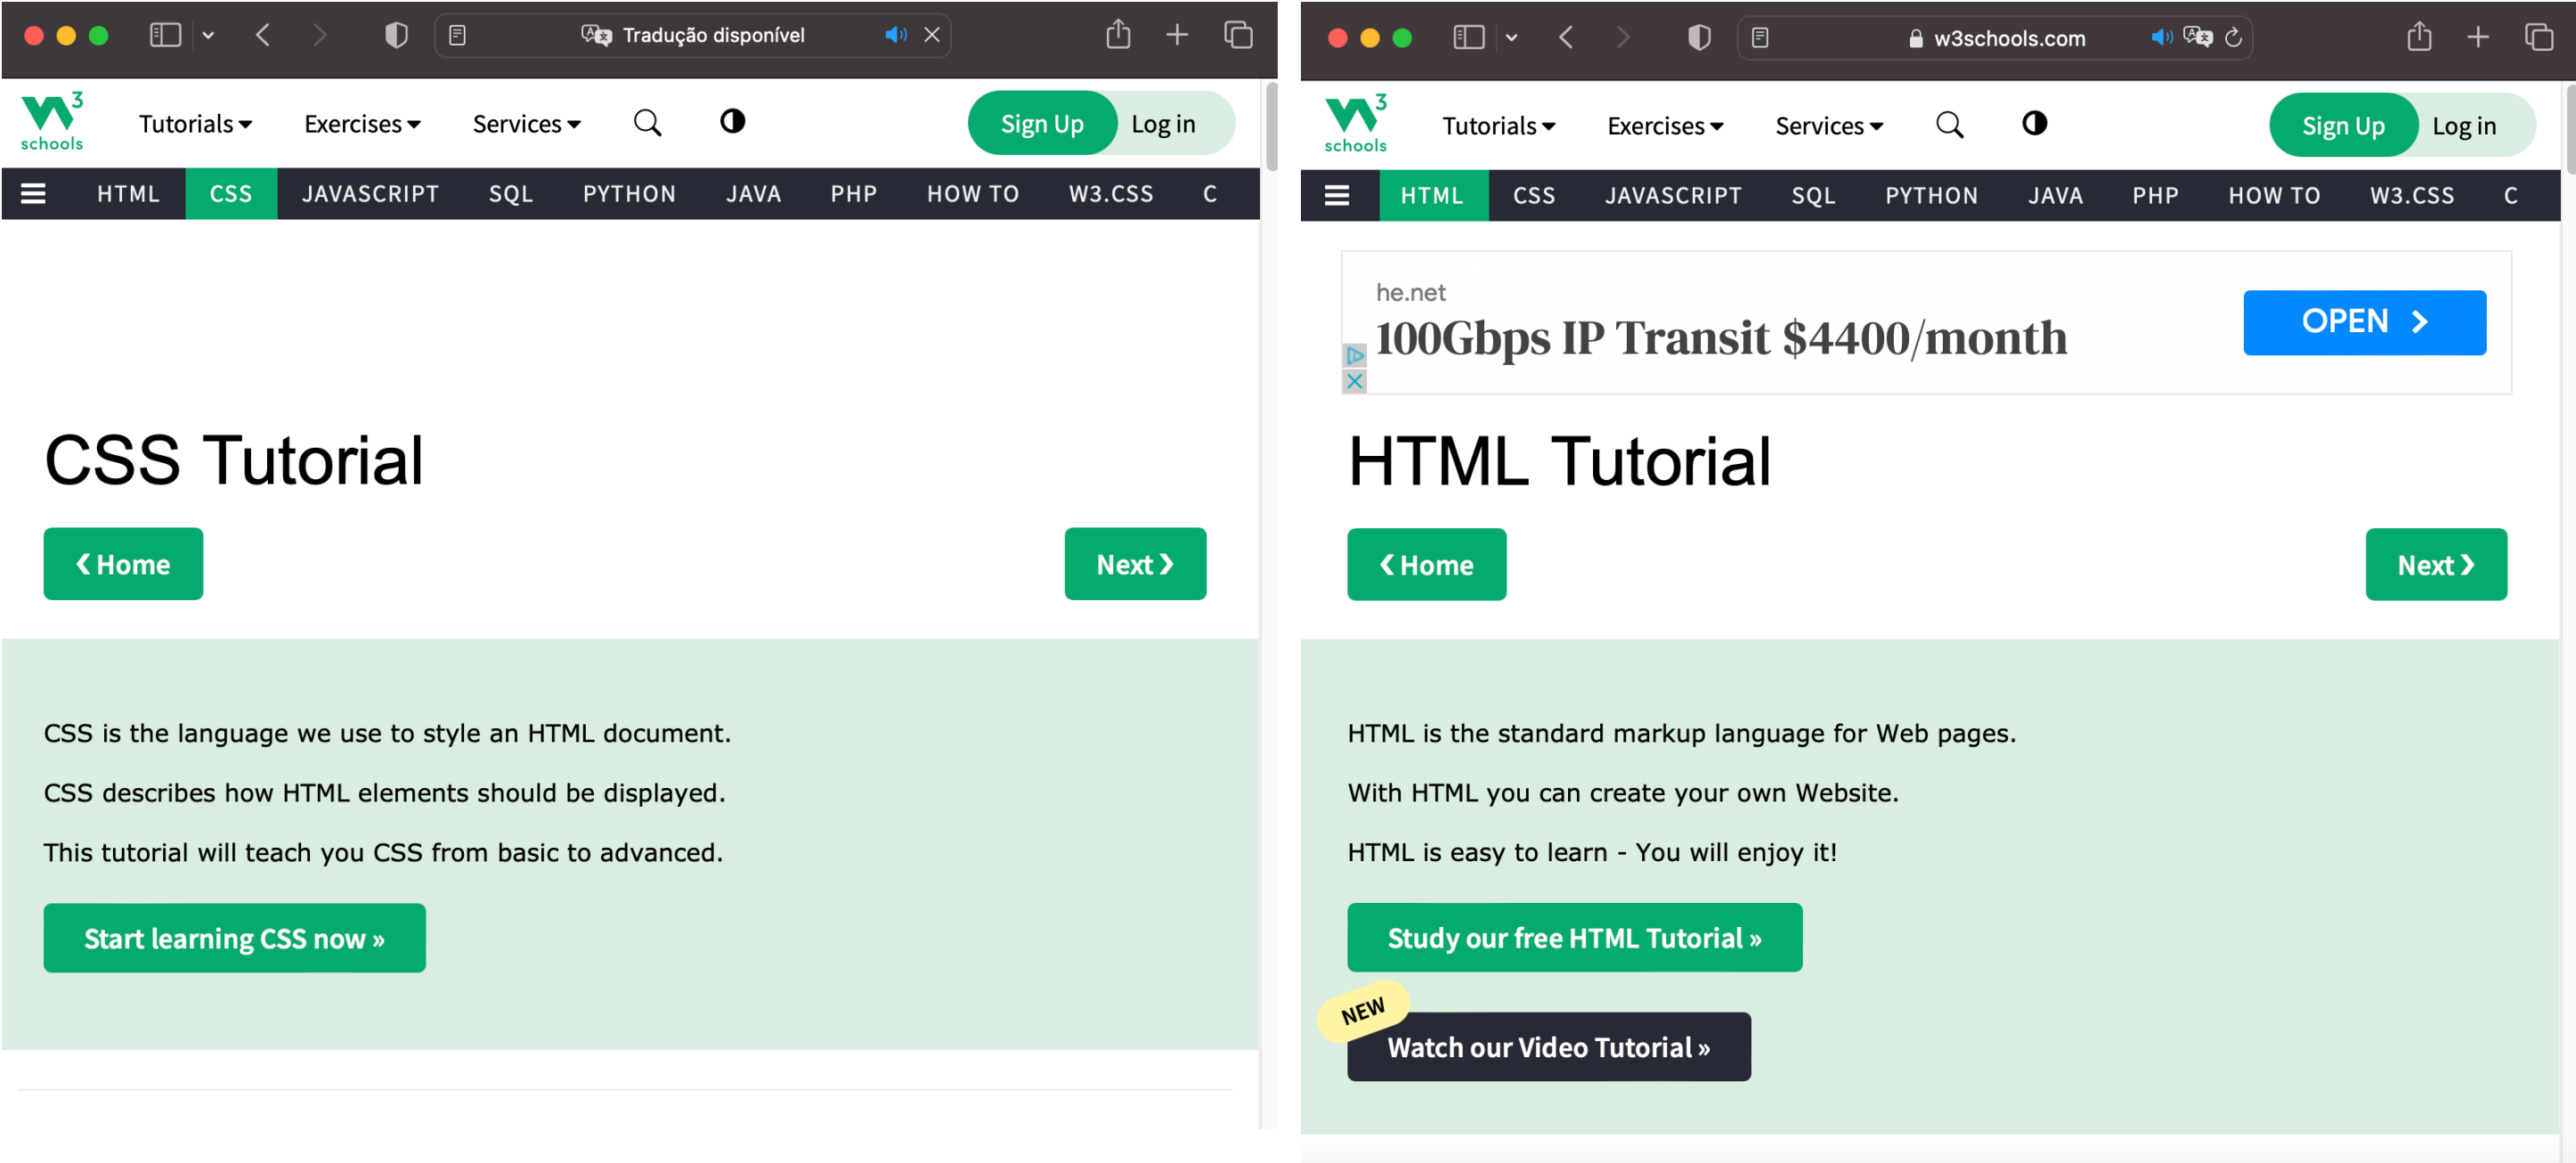 Tradução disponível
W3
schools
Tutorials
Exercises
Services
Sign Up
Log in
HTML
CSS
JAVASCRIPT
SQL
PYTHON
JAVA
PHP
HOW TO
W3.CSS
C
CSS Tutorial
❮ Home
Next ❯
CSS is the language we use to style an HTML document.
CSS describes how HTML elements should be displayed.
This tutorial will teach you CSS from basic to advanced.
Start learning CSS now »
w3schools.com
W3
schools
Tutorials
Exercises
Services
Sign Up
Log in
HTML
CSS
JAVASCRIPT
SQL
PYTHON
JAVA
PHP
HOW TO
W3.CSS
C
he.net
100Gbps IP Transit $4400/month
OPEN
HTML Tutorial
❮ Home
Next ❯
HTML is the standard markup language for Web pages.
With HTML you can create your own Website.
HTML is easy to learn - You will enjoy it!
Study our free HTML Tutorial »
NEW
Watch our Video Tutorial »